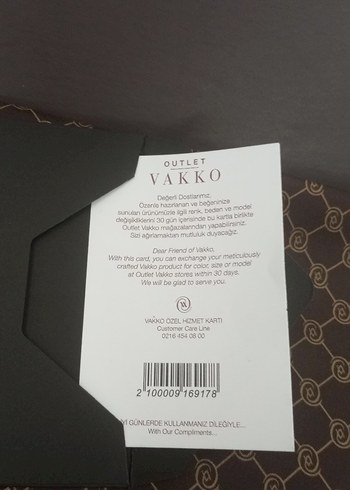 OUTLET
VAKKO
Değerli Dostlarımız,
Özenle hazırlanan ve beğeninize
sunulan ürünümüzle ilgili renk, beden ve model
değişikliklerini 30 gün içensinde bu kartla birlikte
Outlet Vakko mağazalarından yapabilirsiniz.
Sizi ağırlamaktan mutluluk duyacağız.
Dear Friend of Vakko,
With this card, you can exchange your meticulously
crafted Vakko product for color, size or model
at Outlet Vakko stores within 30 days.
We will be glad to serve you.
VAKKO ÖZEL HİZMET KARTI
Customer Care Line
0216 454 06 00
2 100009 169178
GÜNLERDE KULLANMANIZ DİLEĞİYLE...
With Our Compliments...